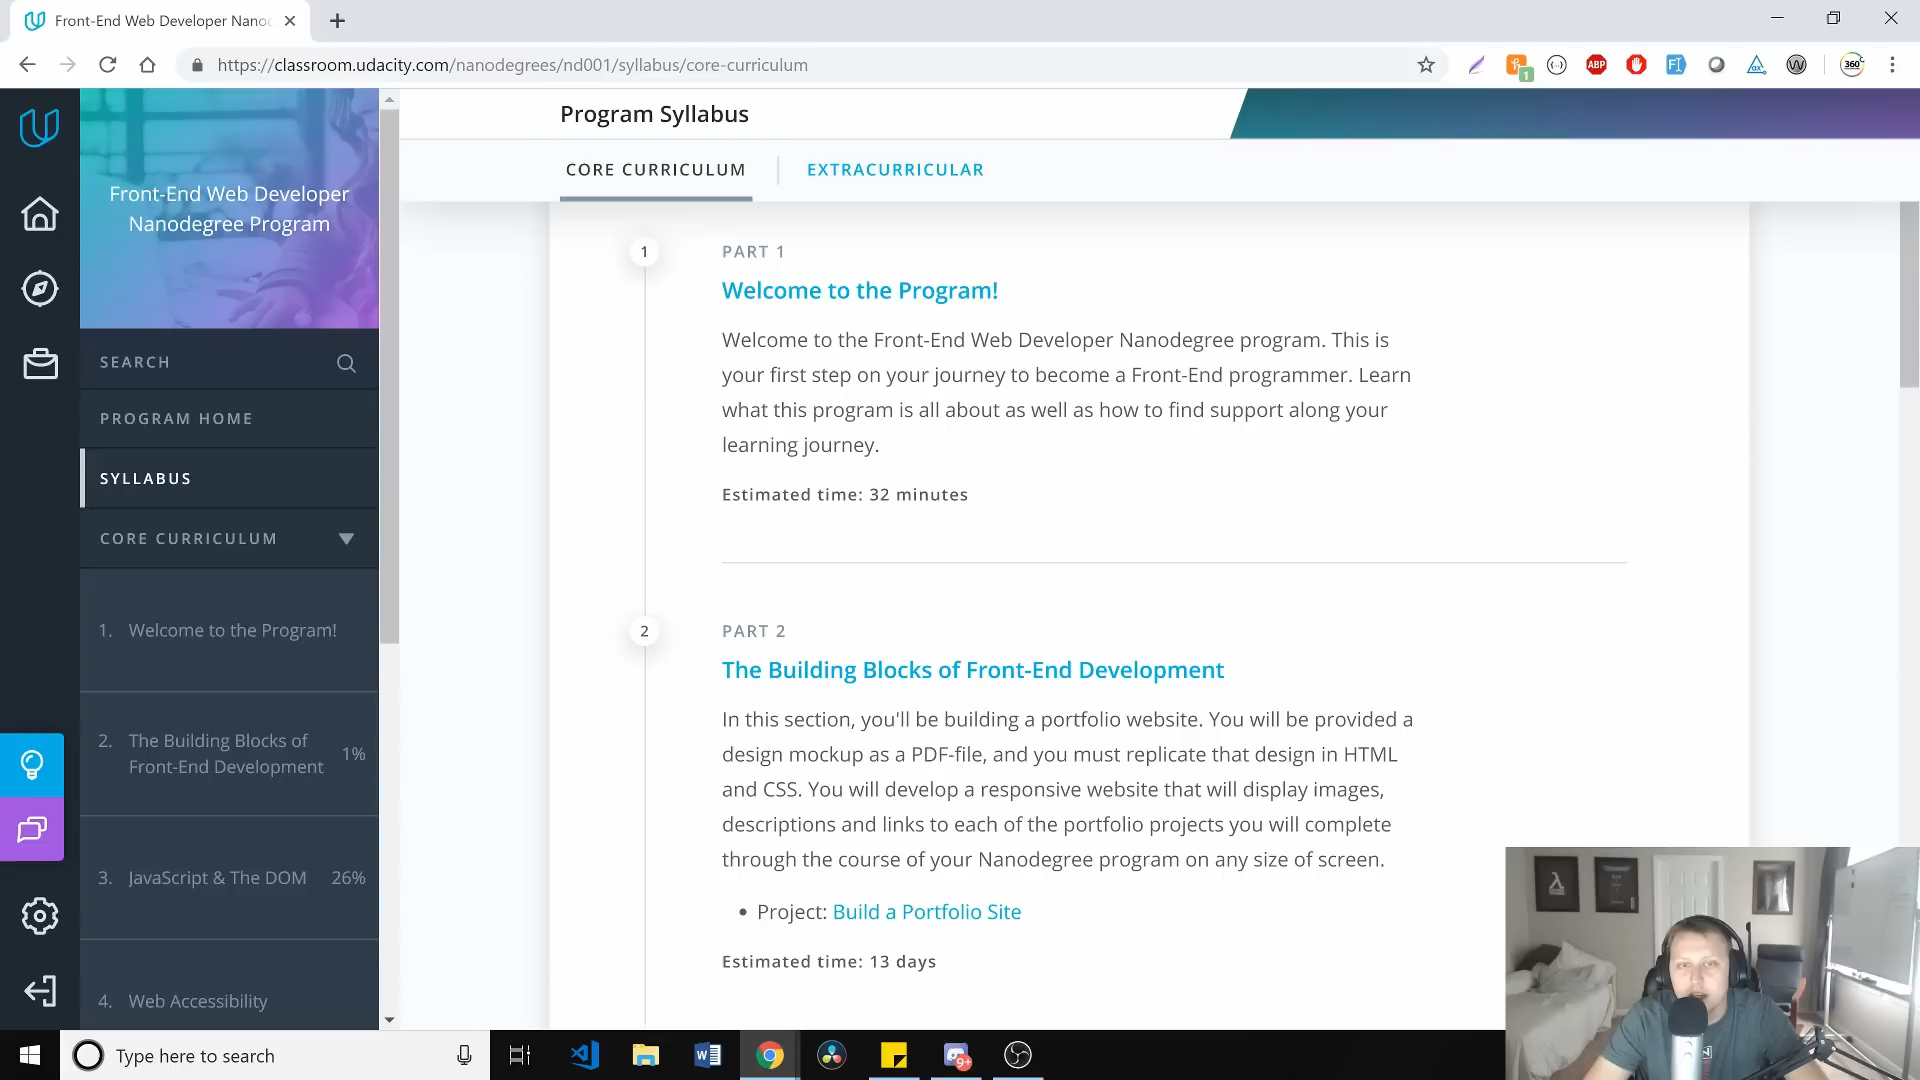 Front-End Web Developer Nano
https://classroom.udacity.com/nanodegrees/nd001/syllabus/core-curriculum
1
ABP
360°
Program Syllabus
CORE CURRICULUM
EXTRACURRICULAR
Front-End Web Developer
Nanodegree Program
SEARCH
PROGRAM HOME
SYLLABUS
CORE CURRICULUM
1. Welcome to the Program!
2. The Building Blocks of
Front-End Development
1%
3. JavaScript & The DOM 26%
4. Web Accessibility
1
PART 1
Welcome to the Program!
Welcome to the Front-End Web Developer Nanodegree program. This is
your first step on your journey to become a Front-End programmer. Learn
what this program is all about as well as how to find support along your
learning journey.
Estimated time: 32 minutes
2
PART 2
The Building Blocks of Front-End Development
In this section, you'll be building a portfolio website. You will be provided a
design mockup as a PDF-file, and you must replicate that design in HTML
and CSS. You will develop a responsive website that will display images,
descriptions and links to each of the portfolio projects you will complete
through the course of your Nanodegree program on any size of screen.
• Project: Build a Portfolio Site
Estimated time: 13 days
Type here to search
9+